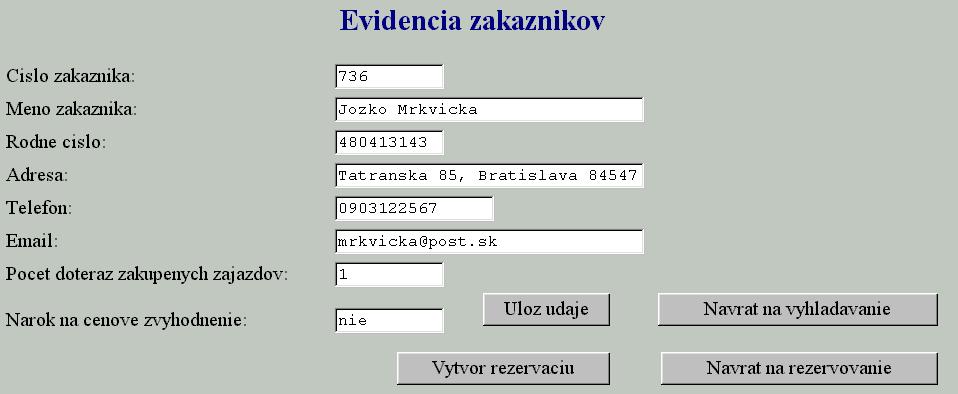 Evidencia zakaznikov
Cislo zakaznika: 736
Meno zakaznika: Jozko Mrkvicka
Rodne cislo: 480413143
Adresa: Tatranska 85, Bratislava 84547
Telefon: 0903122567
Email: mrkvicka@post.sk
Pocet doteraz zakupenych zajazdov: 1
Narok na cenove zvyhodnenie: nie
Uloz udaje
Navrat na vyhladavanie
Vytvor rezervaciu
Navrat na rezervovanie